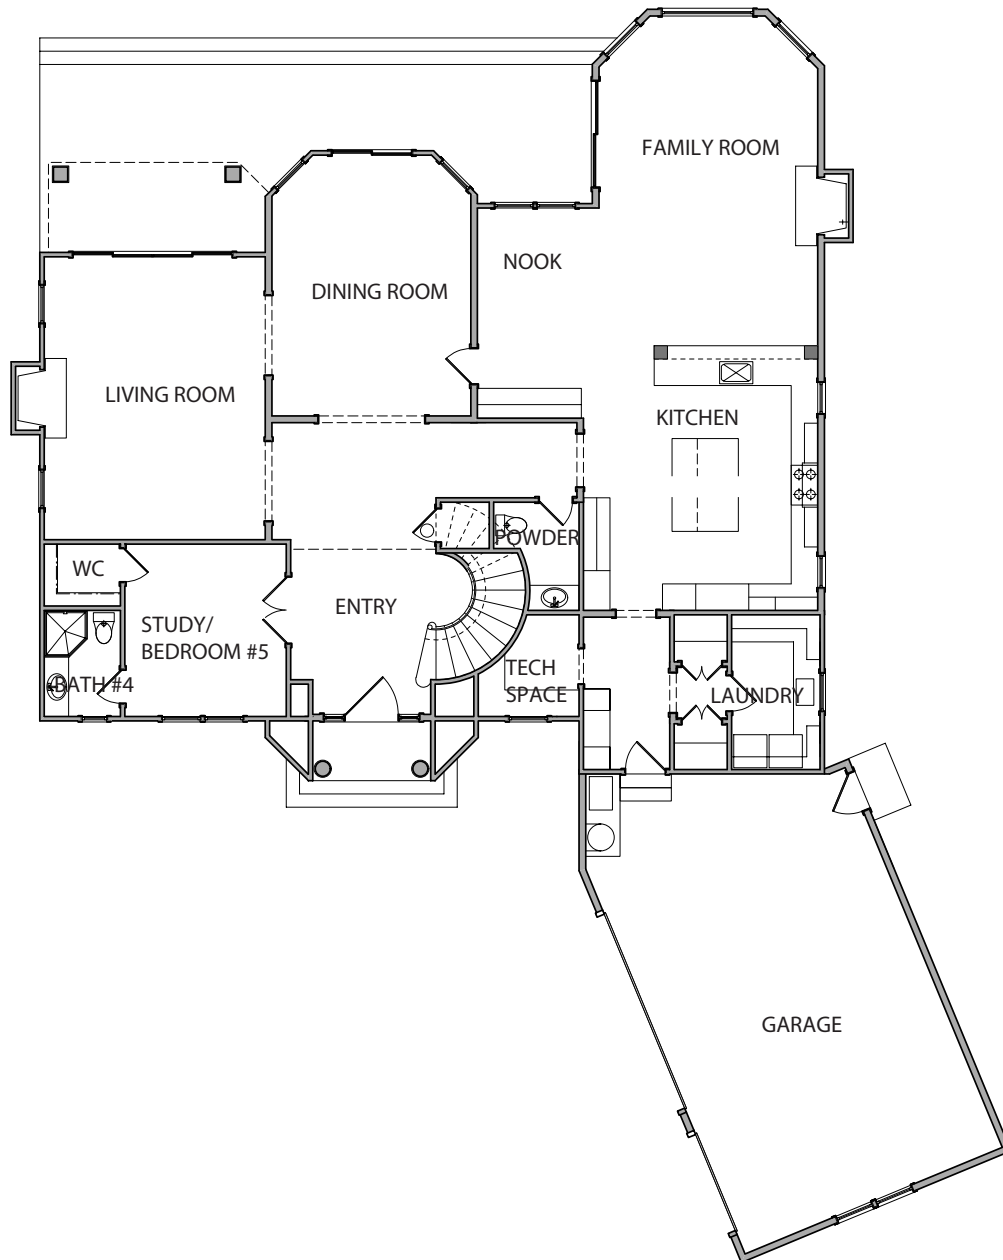 FAMILY ROOM
NOOK
DINING ROOM
LIVING ROOM
KITCHEN
POWDER
WC
ENTRY
STUDY/
BEDROOM #5
TECH
SPACE
BATH #4
LAUNDRY
GARAGE